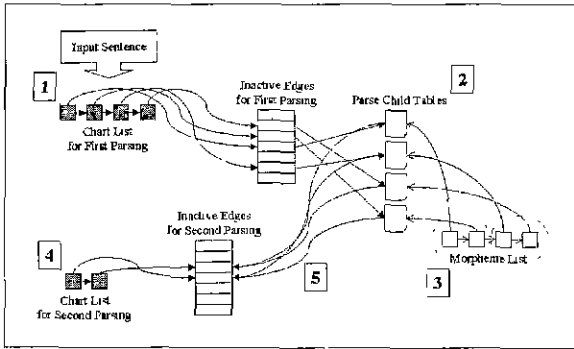 Input Sentence
1
Chart List
for First Parsing
Inactive Edges
for First Parsing
2
Parse Child Tables
Inactive Edges
for Second Parsing
4
Chart List
for Second Parsing
5
3
Morpheme List